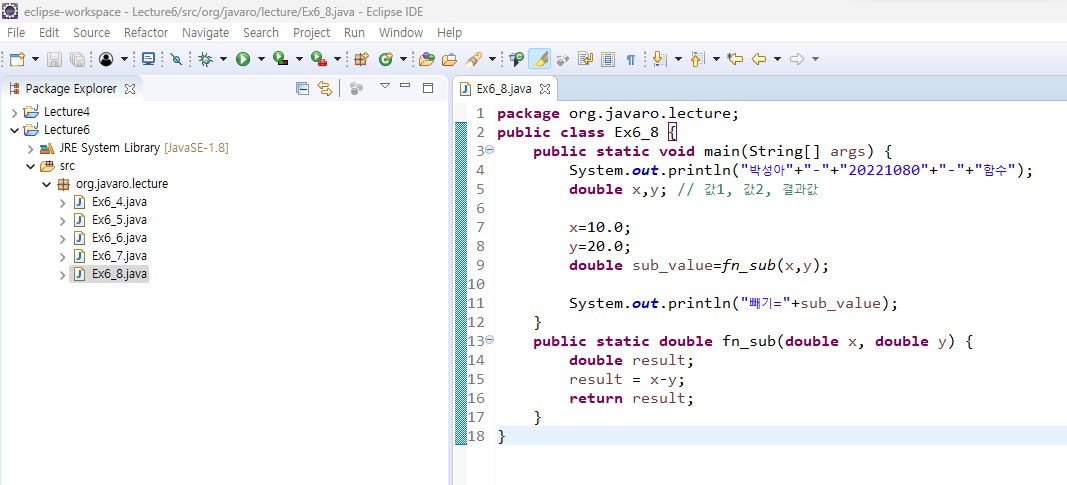 eclipse-workspace - Lecture6/src/org/javaro/lecture/Ex6_8.java - Eclipse IDE
File Edit Source Refactor Navigate Search Project Run Window Help
Package Explorer
Lecture4
Lecture6
JRE System Library [JavaSE-1.8]
src
org.javaro.lecture
Ex6_4.java
Ex6_5.java
Ex6_6.java
Ex6_7.java
Ex6_8.java
Ex6_8.java
1 package org.javaro.lecture;
2 public class Ex6_8 {
3 public static void main(String[] args) {
4 System.out.println("박성아"+"-"+"20221080"+"-"+"함수");
5 double x,y; // 값1, 값2, 결과값
6
7 x=10.0;
8 y=20.0;
9 double sub_value=fn_sub(x,y);
10
11 System.out.println("빼기="+sub_value);
12 }
13 public static double fn_sub(double x, double y) {
14 double result;
15 result = x-y;
16 return result;
17 }
18 }